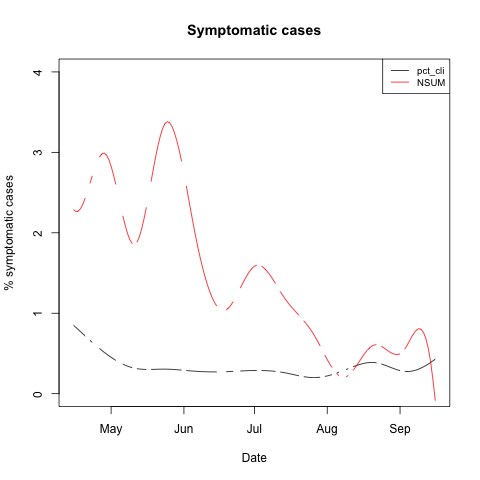 Symptomatic cases
pct_cli
NSUM
% symptomatic cases
4
3
2
1
0
May Jun Jul Aug Sep
Date